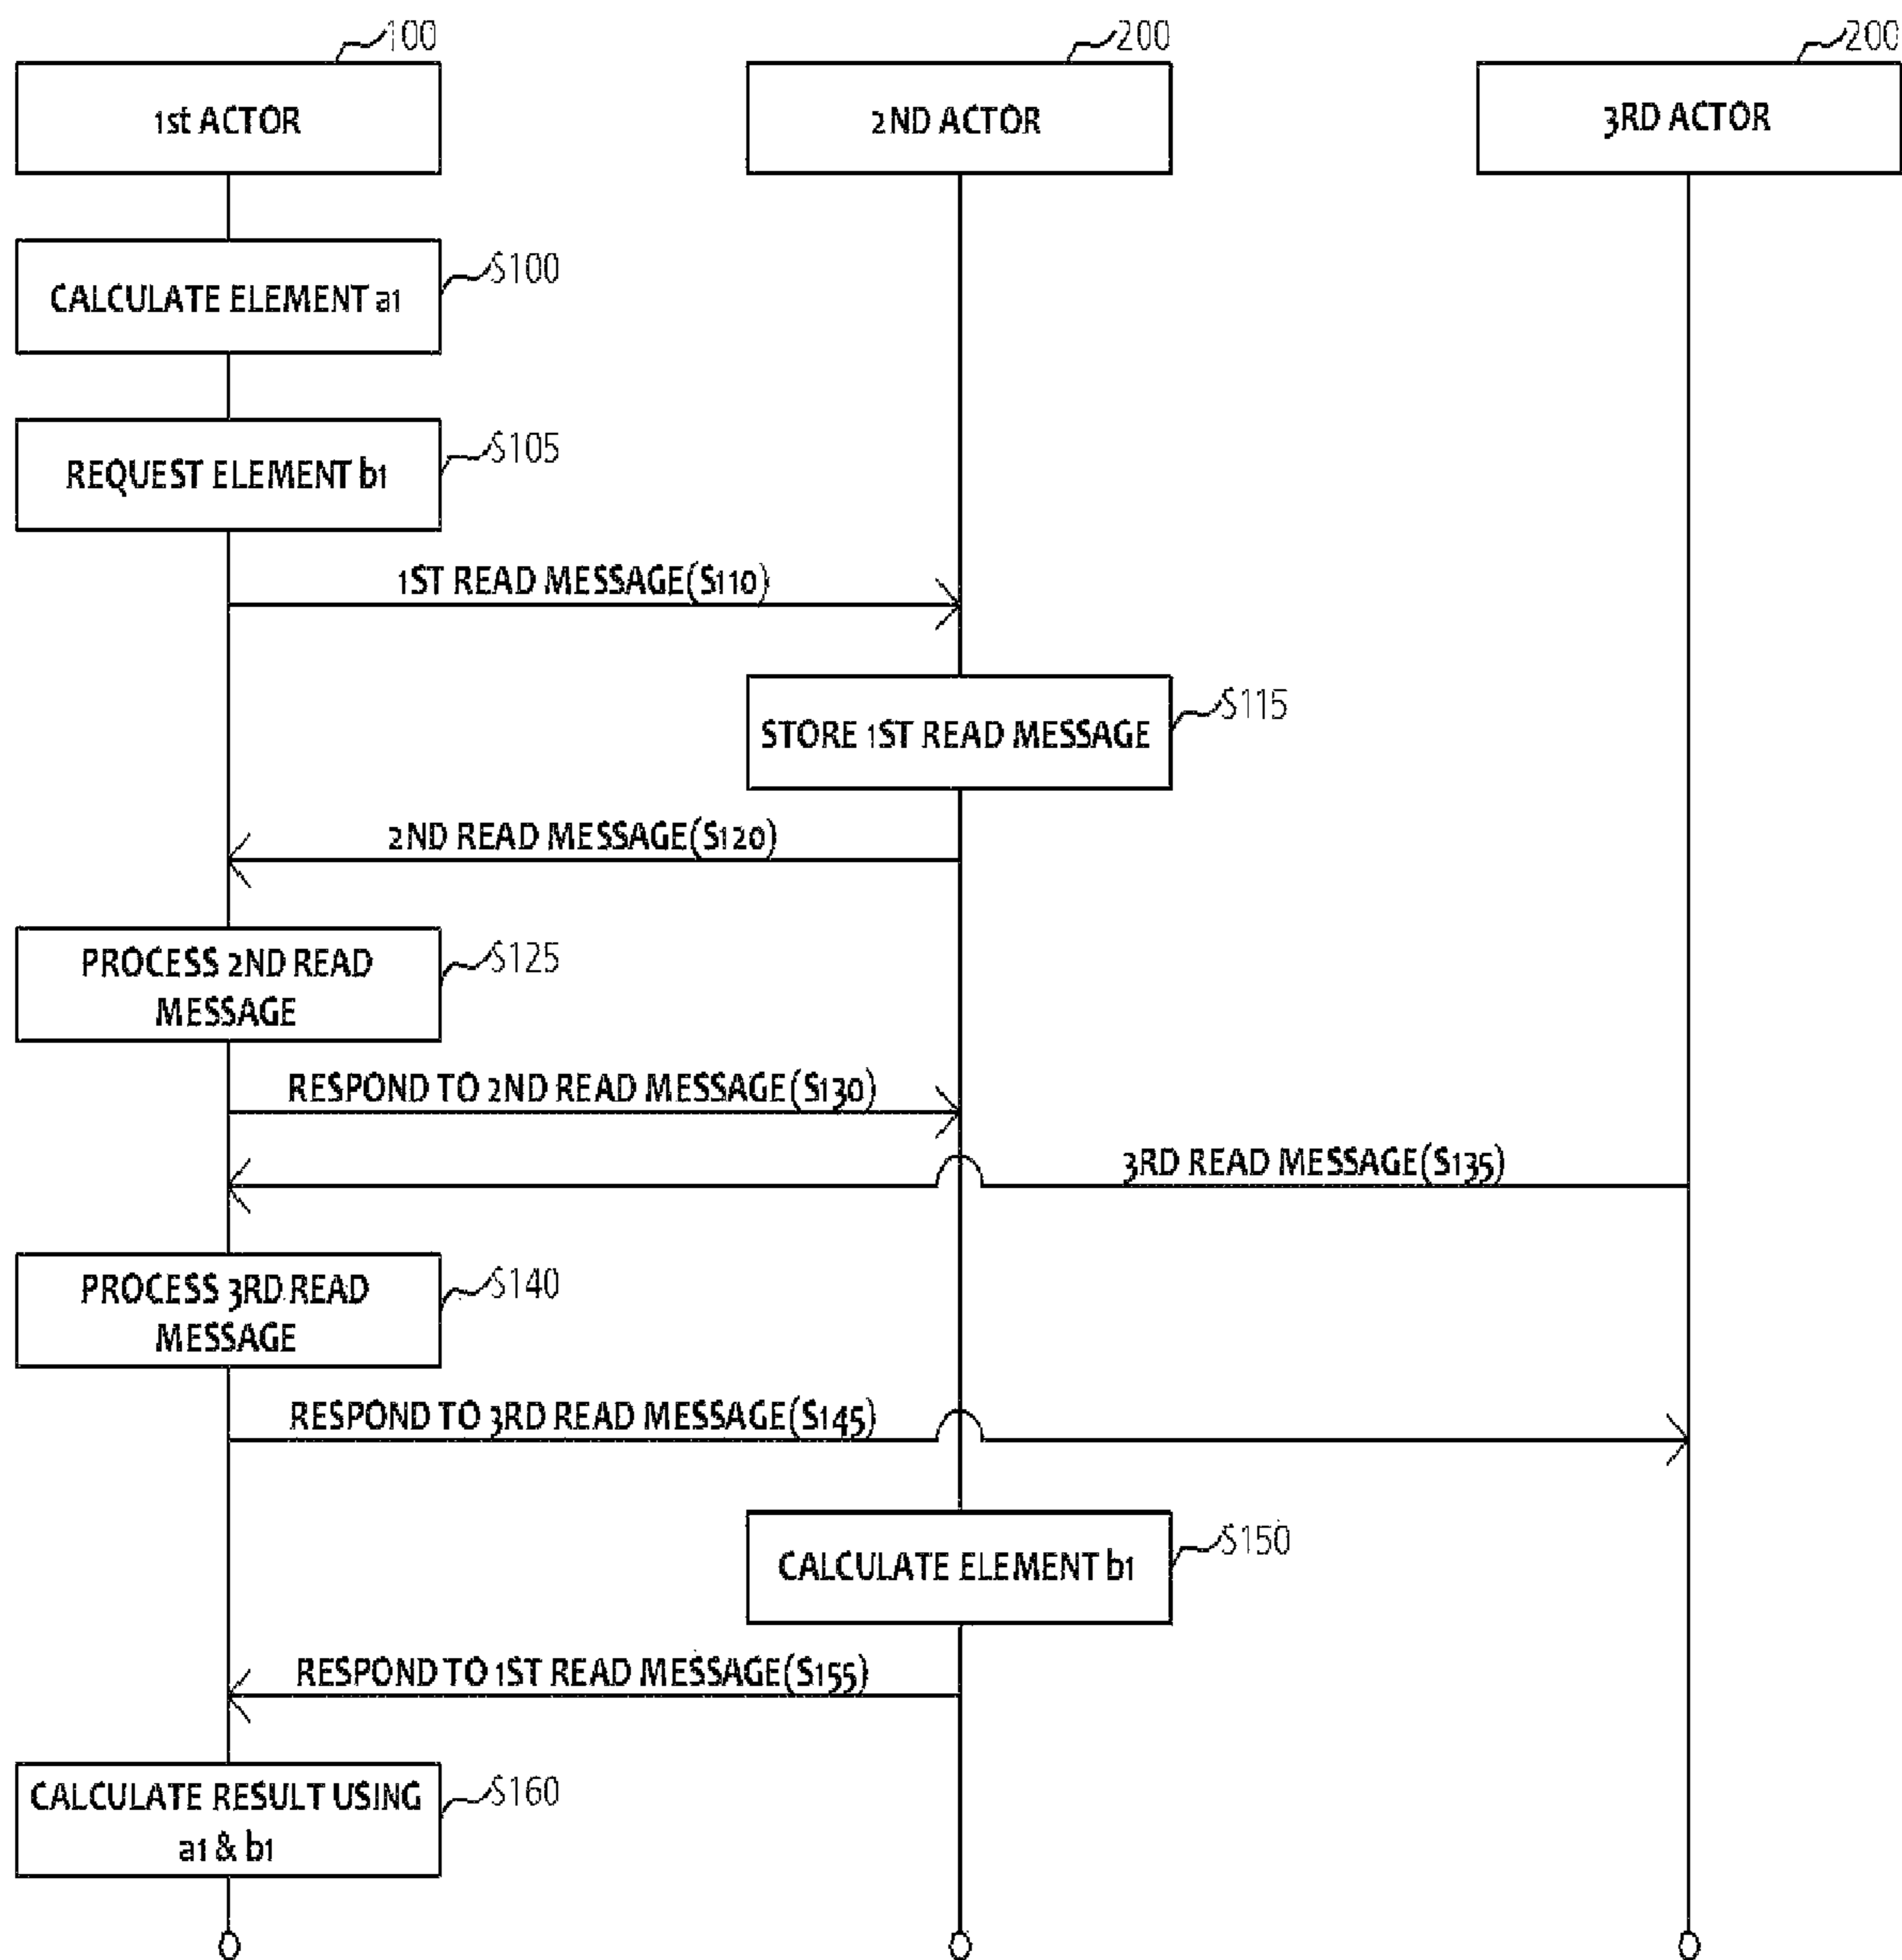 100
200
200
1st ACTOR
2ND ACTOR
3RD ACTOR
CALCULATE ELEMENT a1
S100
REQUEST ELEMENT b1
S105
1ST READ MESSAGE(S110)
STORE 1ST READ MESSAGE
S115
2ND READ MESSAGE(S120)
PROCESS 2ND READ
MESSAGE
S125
RESPOND TO 2ND READ MESSAGE(S130)
3RD READ MESSAGE(S135)
PROCESS 3RD READ
MESSAGE
S140
RESPOND TO 3RD READ MESSAGE(S145)
CALCULATE ELEMENT b1
S150
RESPOND TO 1ST READ MESSAGE(S155)
CALCULATE RESULT USING
a1 & b1
S160